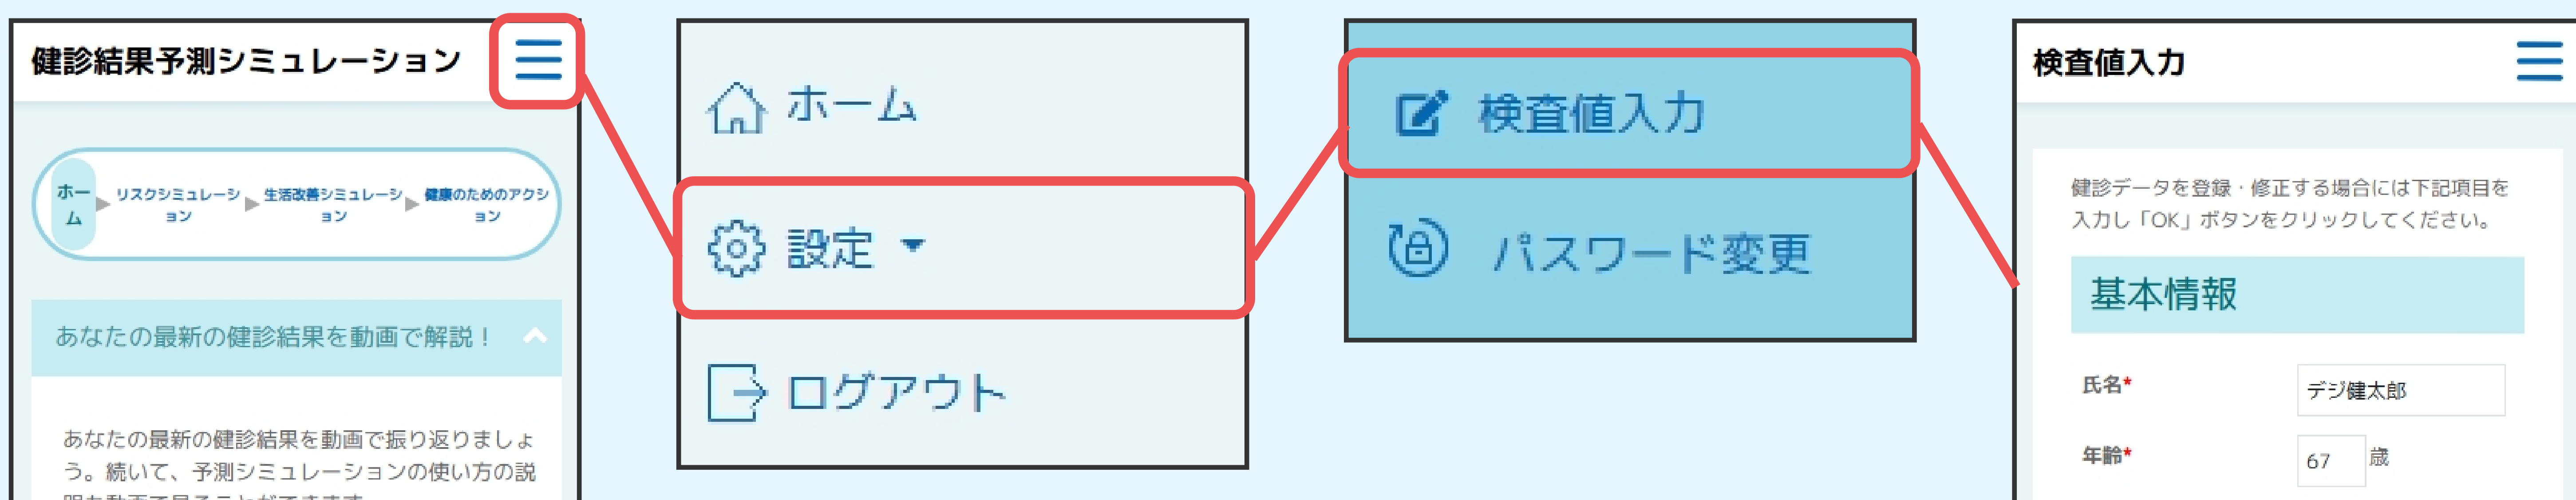 健診結果予測シミュレーション
ホー
ム
リスクシミュレーシ
ョン
生活改善シミュレーシ
ョン
健康のためのアクシ
ョン
あなたの最新の健診結果を動画で解説！
あなたの最新の健診結果を動画で振り返りましょ
う。続いて、予測シミュレーションの使い方の説
ホーム
設定
ログアウト
検査値入力
パスワード変更
検査値入力
健診データを登録・修正する場合には下記項目を
入力し「OK」ボタンをクリックしてください。
基本情報
氏名*
デジ健太郎
年齢*
67 歳